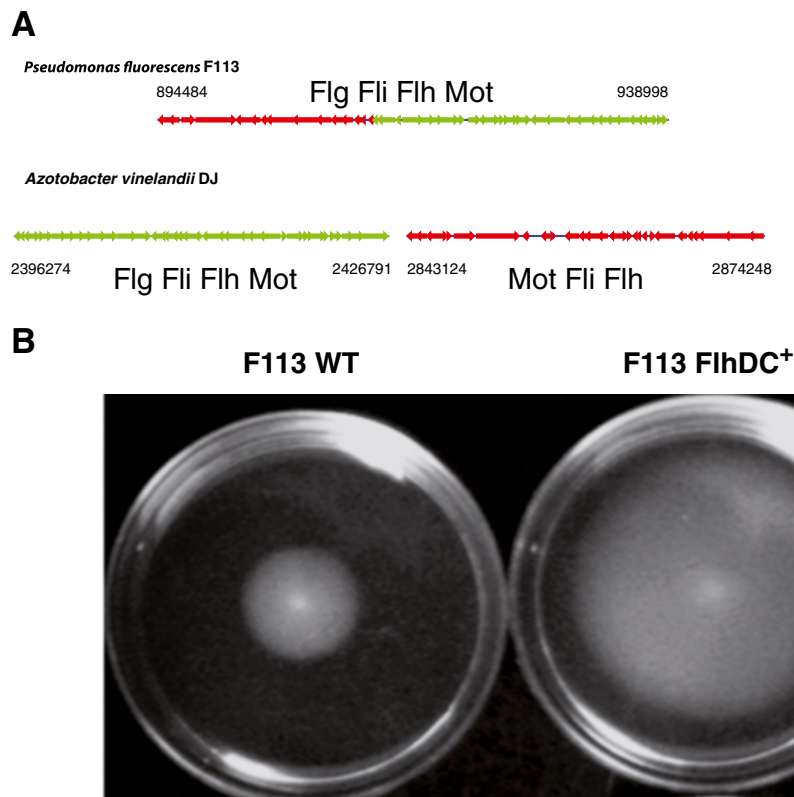 A
Pseudomonas fluorescens F113
894484 Flg Fli Flh Mot 938998
Azotobacter vinelandii DJ
2396274 Flg Fli Flh Mot 2426791 2843124 Mot Fli Flh 2874248
B
F113 WT F113 FlhDC+